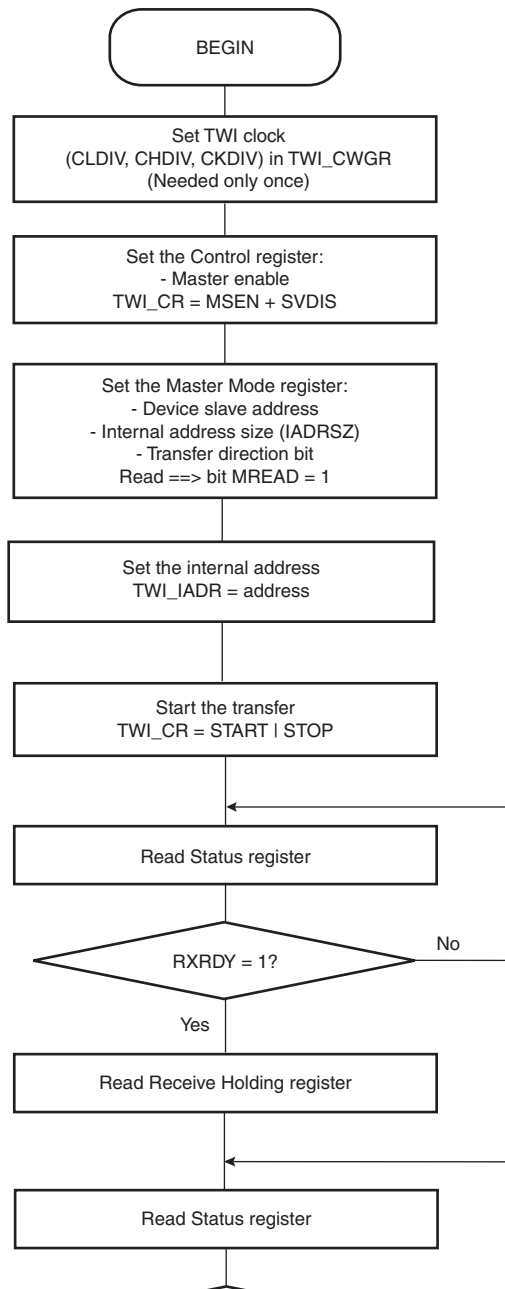 BEGIN
Set TWI clock
(CLDIV, CHDIV, CKDIV) in TWI_CWGR
(Needed only once)
Set the Control register:
- Master enable
TWI_CR = MSEN + SVDIS
Set the Master Mode register:
- Device slave address
- Internal address size (IADRSZ)
- Transfer direction bit
Read ==> bit MREAD = 1
Set the internal address
TWI_IADR = address
Start the transfer
TWI_CR = START | STOP
Read Status register
RXRDY = 1?
No
Yes
Read Receive Holding register
Read Status register